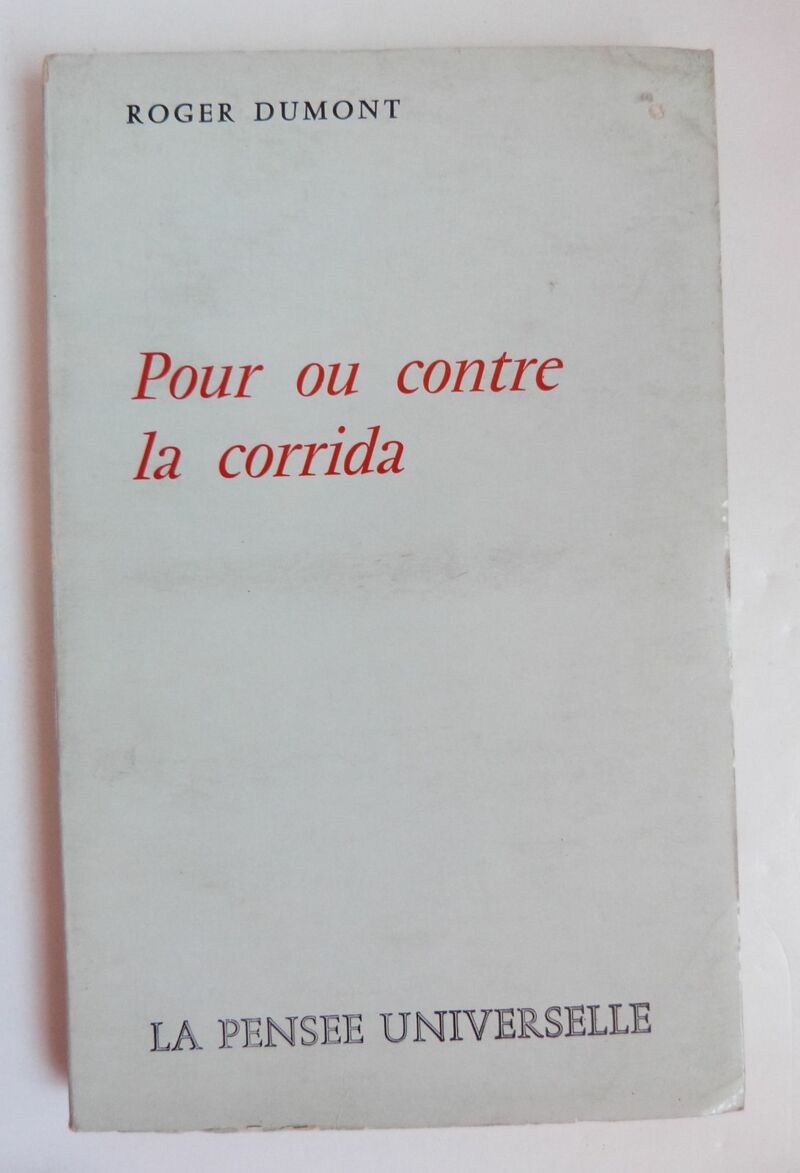 ROGER DUMONT
Pour ou contre
la corrida
LA PENSEE UNIVERSELLE